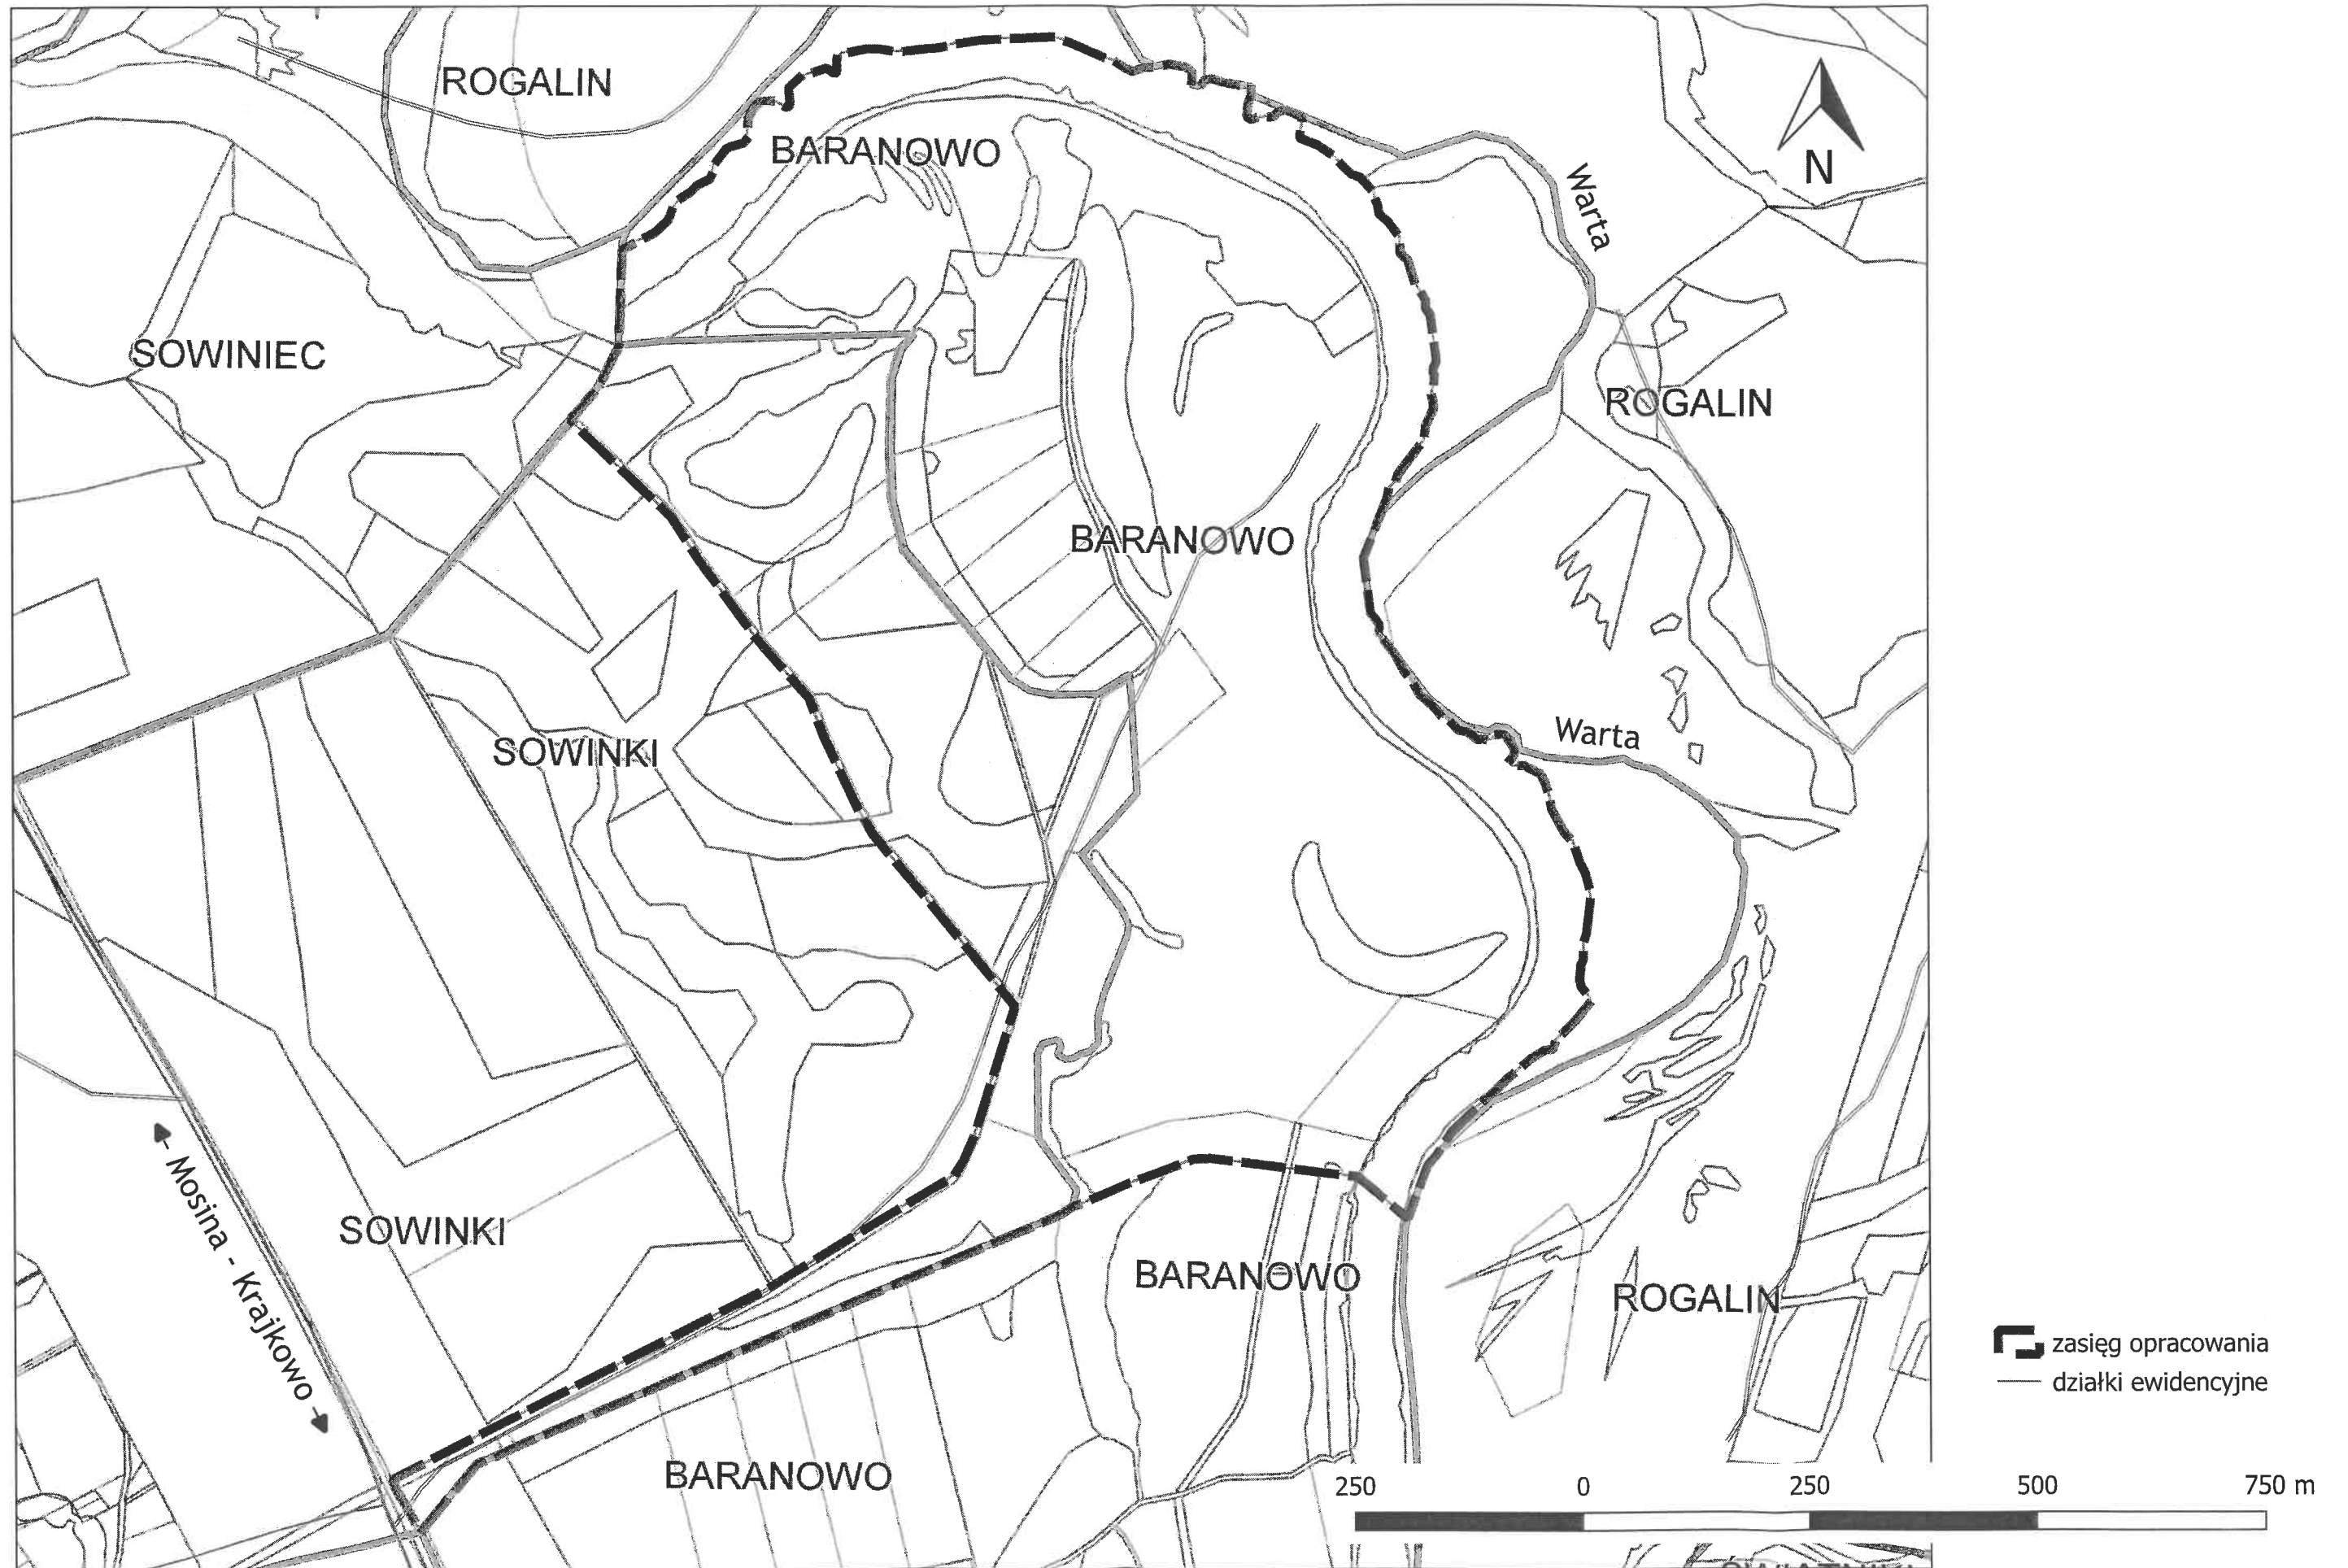 ROGALIN
BARANOWO
N
Warta
SOWINIEC
ROGALIN
BARANOWO
SOWINKI
Warta
Mosina - Krajkowo
SOWINKI
BARANOWO
ROGALIN
zasięg opracowania
działki ewidencyjne
BARANOWO
250 0 250 500 750 m